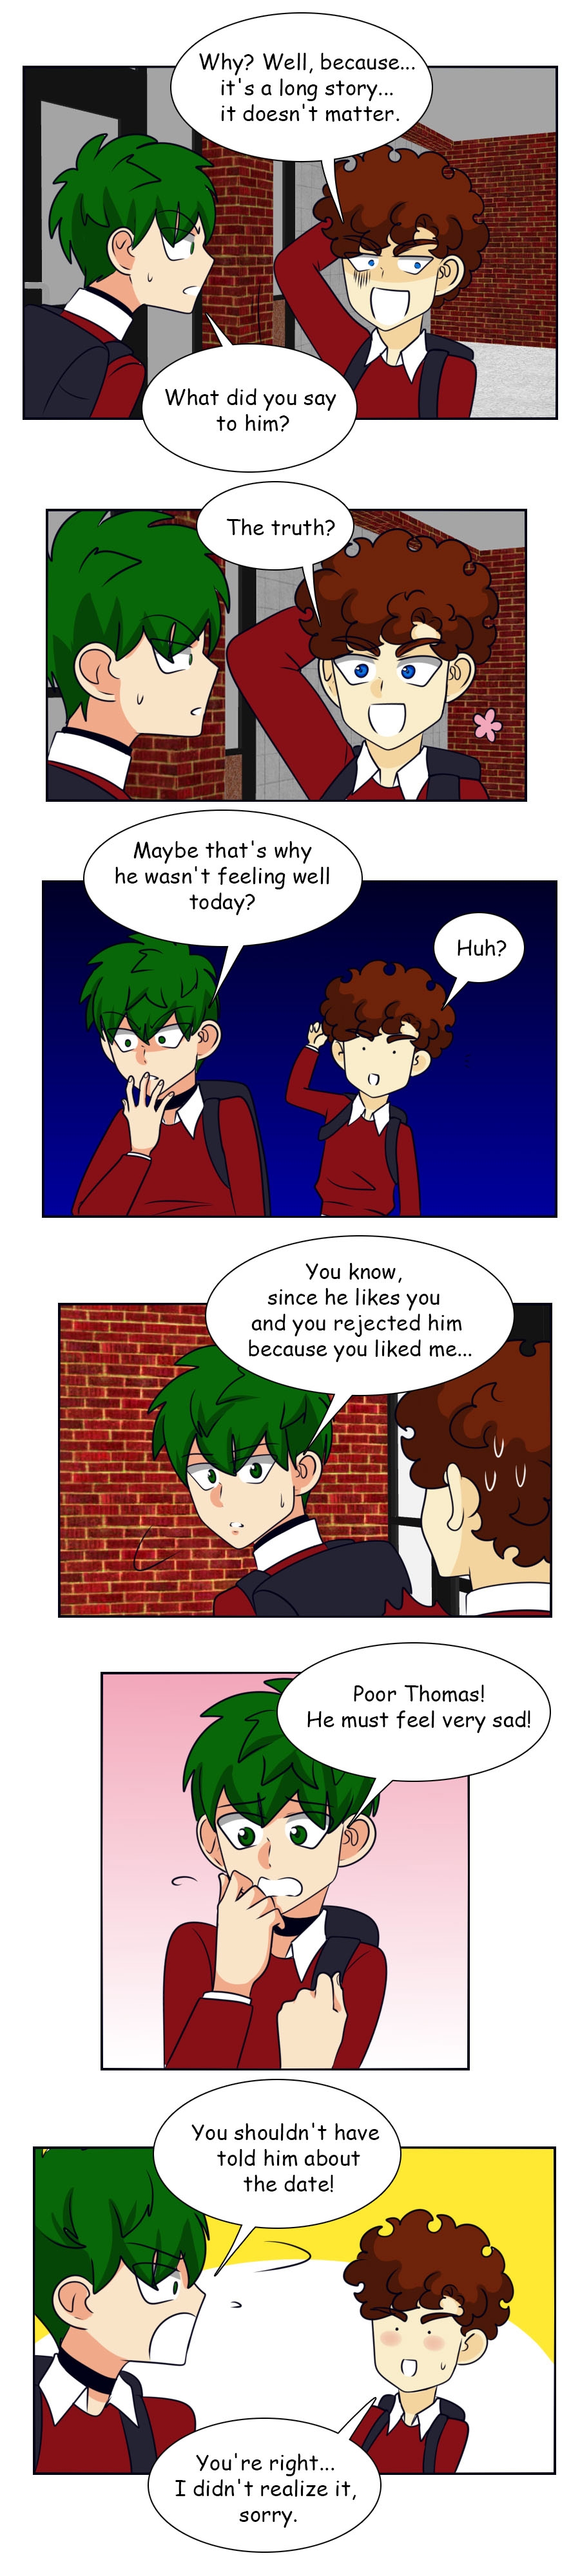 Why? Well, because...
it's a long story...
it doesn't matter.
What did you say
to him?
The truth?
Maybe that's why
he wasn't feeling well
today?
Huh?
You know,
since he likes you
and you rejected him
because you liked me...
Poor Thomas!
He must feel very sad!
You shouldn't have
told him about
the date!
You're right...
I didn't realize it,
sorry.